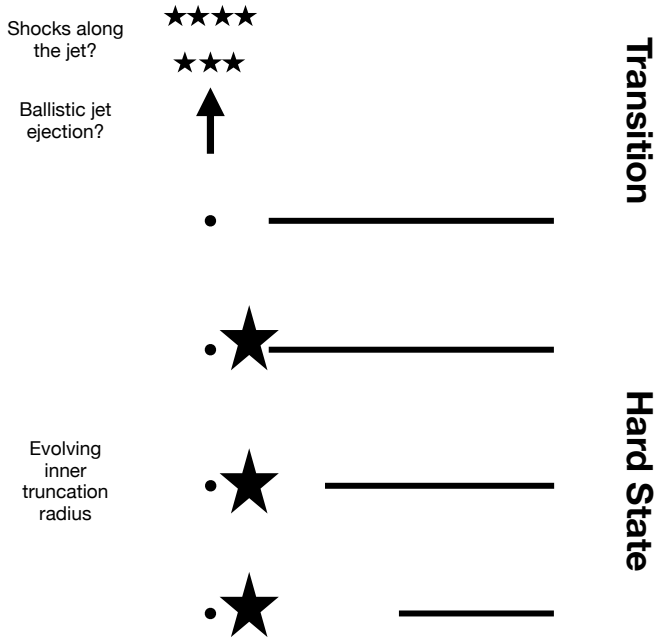 Shocks along
the jet?
Ballistic jet
ejection?
Transition
Evolving
inner
truncation
radius
Hard State